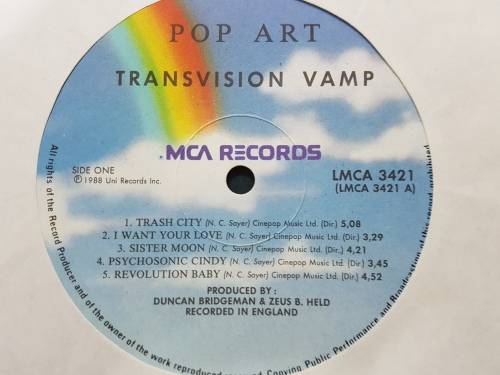 POP ART
TRANSVISION VAMP
MCA RECORDS
SIDE ONE
℗1988 Uni Records Inc.
LMCA 3421
(LMCA 3421 A)
1. TRASH CITY (N. C. Sayer) Cinepop Music Ltd. (Dir.) 5,08
2. I WANT YOUR LOVE (N. C. Sayer) Cinepop Music Ltd. (Dir.) 3,29
3. SISTER MOON (N. C. Sayer) Cinepop Music Ltd. (Dir.) 4,21
4. PSYCHOSONIC CINDY (N. C. Sayer) Cinepop Music Ltd. (Dir.) 3,45
5. REVOLUTION BABY (N. C. Sayer) Cinepop Music Ltd. (Dir.) 4,52
PRODUCED BY :
DUNCAN BRIDGEMAN & ZEUS B. HELD
RECORDED IN ENGLAND
All rights of the Record Producer and of the owner of the work reproduced reserved. Copying Public Performance and Broadcasting of this record prohibited